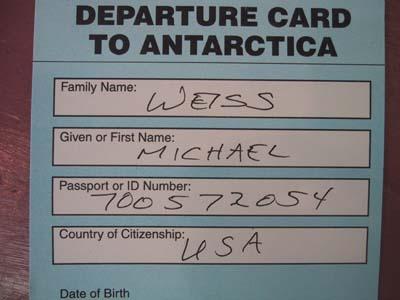 DEPARTURE CARD
TO ANTARCTICA
Family Name:
WEISS
Given or First Name:
MICHAEL
Passport or ID Number:
700572054
Country of Citizenship:
USA
Date of Birth